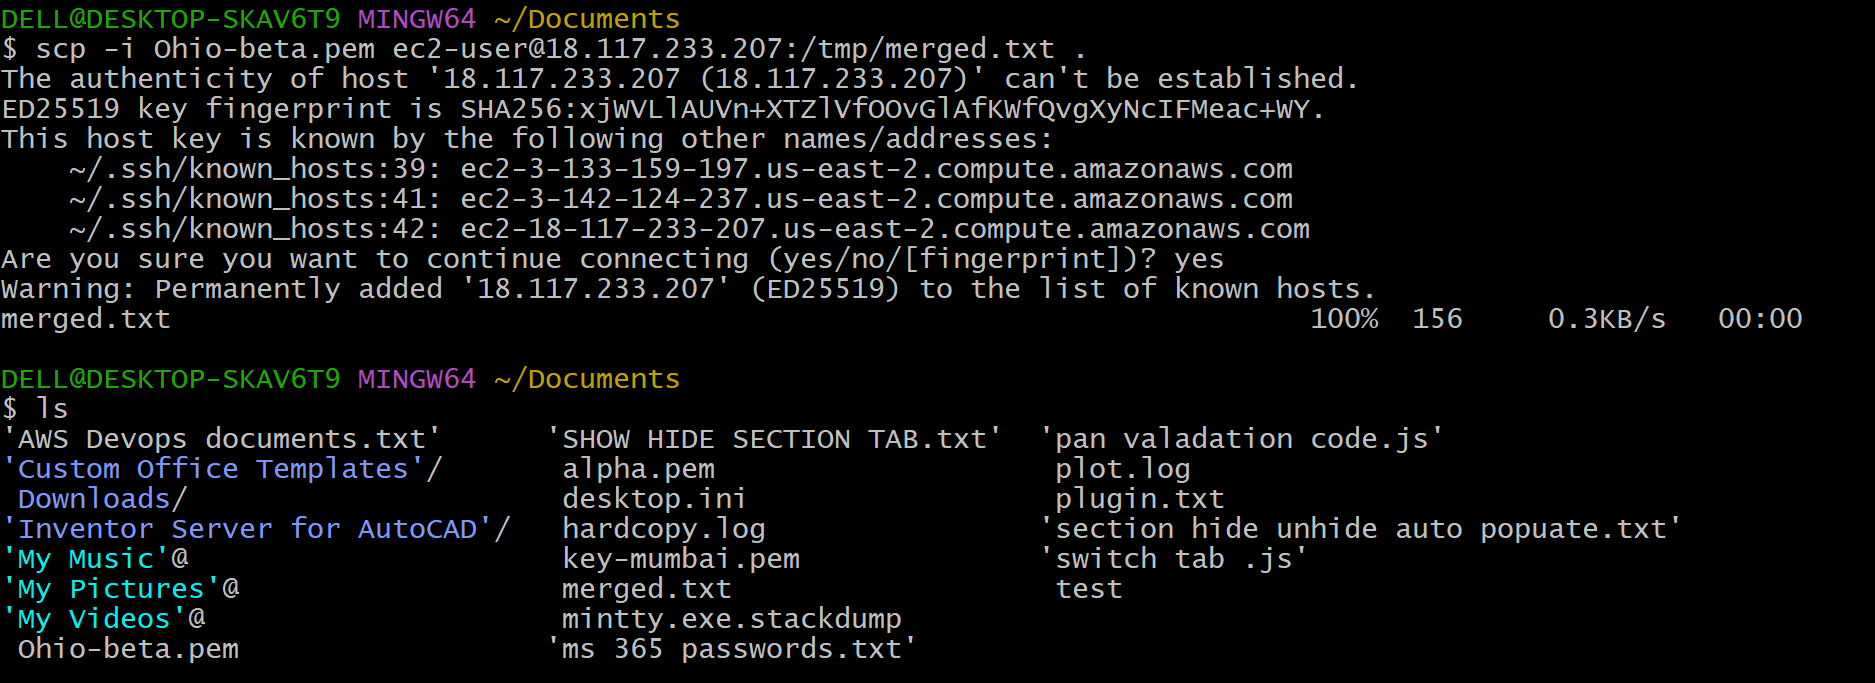 DELL@DESKTOP-SKAV6T9 MINGW64 ~/Documents
$ scp -i Ohio-beta.pem ec2-user@18.117.233.207:/tmp/merged.txt .
The authenticity of host '18.117.233.207 (18.117.233.207)' can't be established.
ED25519 key fingerprint is SHA256:xjWVLlAUVn+XTZlVfOOvGlAfKWfQvgXyNcIFMeac+WY.
This host key is known by the following other names/addresses:
    ~/.ssh/known_hosts:39: ec2-3-133-159-197.us-east-2.compute.amazonaws.com
    ~/.ssh/known_hosts:41: ec2-3-142-124-237.us-east-2.compute.amazonaws.com
    ~/.ssh/known_hosts:42: ec2-18-117-233-207.us-east-2.compute.amazonaws.com
Are you sure you want to continue connecting (yes/no/[fingerprint])? yes
Warning: Permanently added '18.117.233.207' (ED25519) to the list of known hosts.
merged.txt                                                                   100%  156     0.3KB/s   00:00

DELL@DESKTOP-SKAV6T9 MINGW64 ~/Documents
$ ls
'AWS Devops documents.txt'      'SHOW HIDE SECTION TAB.txt'  'pan valadation code.js'
'Custom Office Templates'/       alpha.pem                    plot.log
 Downloads/                      desktop.ini                  plugin.txt
'Inventor Server for AutoCAD'/   hardcopy.log                'section hide unhide auto popuate.txt'
'My Music'@                      key-mumbai.pem              'switch tab .js'
'My Pictures'@                   merged.txt                   test
'My Videos'@                     mintty.exe.stackdump
 Ohio-beta.pem                  'ms 365 passwords.txt'